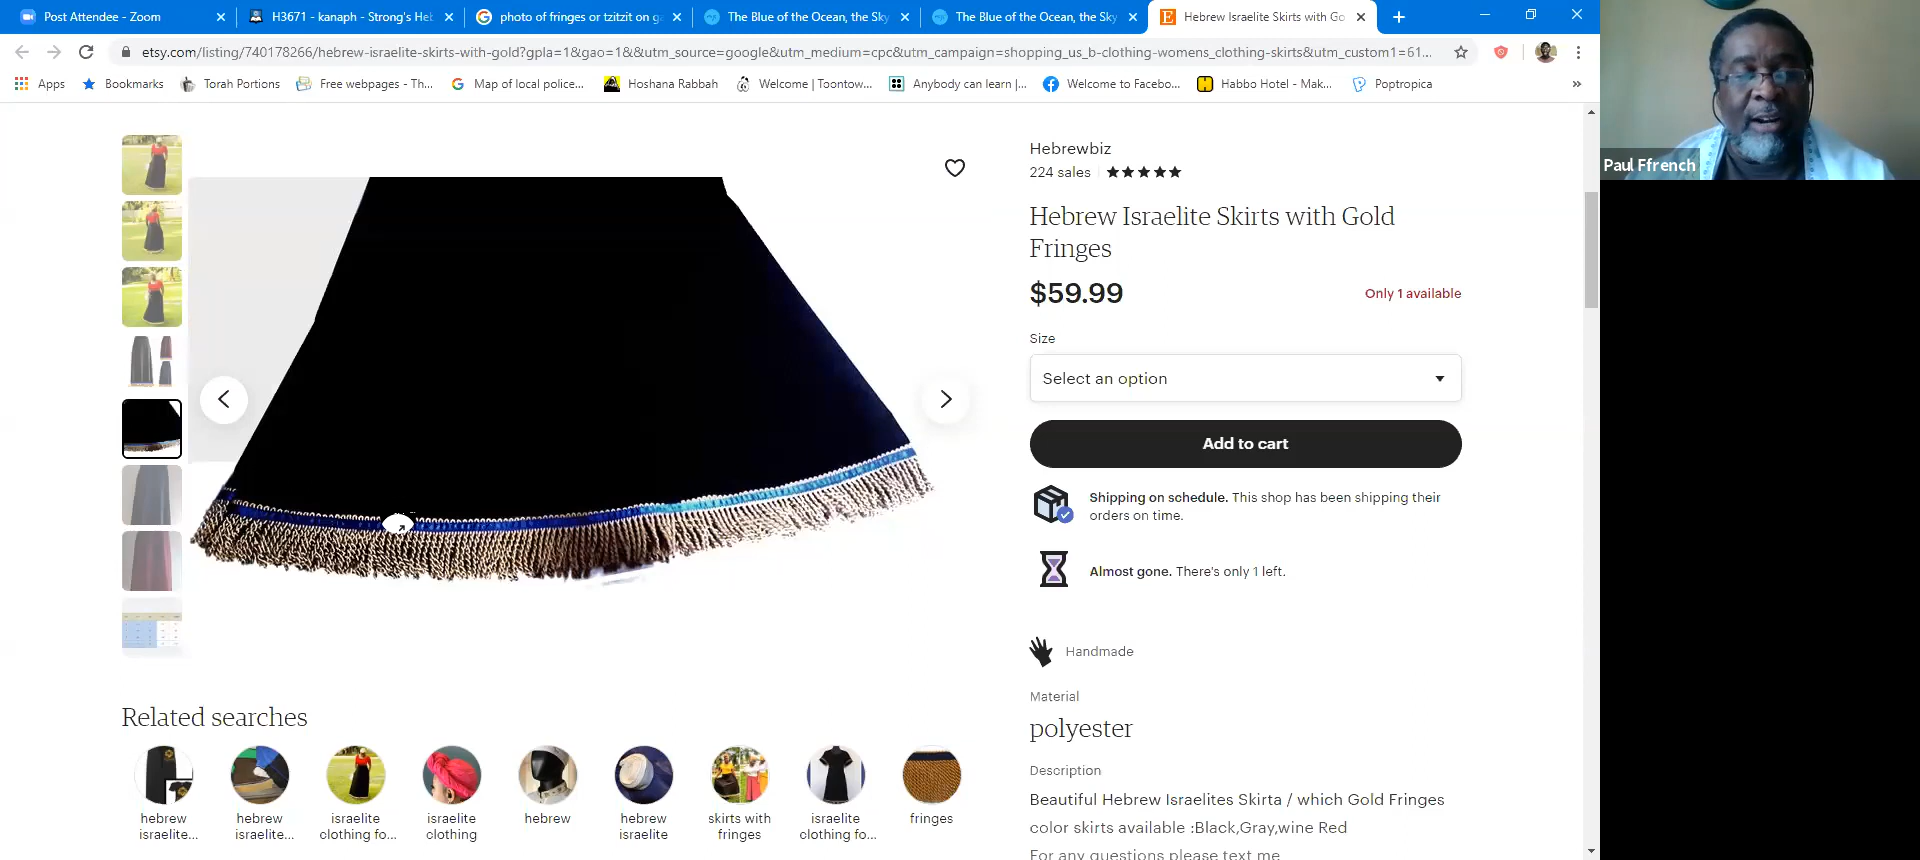 Post Attendee - Zoom
H3671 - kanaph - Strong's Heb
photo of fringes or tzitzit on ga
The Blue of the Ocean, the Sky
The Blue of the Ocean, the Sky
Hebrew Israelite Skirts with Go
etsy.com/listing/740178266/hebrew-israelite-skirts-with-gold?gpla=1&gao=1&&utm_source=google&utm_medium=cpc&utm_campaign=shopping_us_b-clothing-womens_clothing-skirts&utm_custom1=61...
Apps
Bookmarks
Torah Portions
Free webpages - Th...
Map of local police...
Hoshana Rabbah
Welcome | Toontow...
Anybody can learn |...
Welcome to Facebo...
Habbo Hotel - Mak...
Poptropica
»
Paul Ffrench
Hebrewbiz
224 sales
Hebrew Israelite Skirts with Gold
Fringes
$59.99
Only 1 available
Size
Select an option
Add to cart
Shipping on schedule. This shop has been shipping their
orders on time.
Almost gone. There's only 1 left.
Handmade
Material
polyester
Description
Beautiful Hebrew Israelites Skirta / which Gold Fringes
color skirts available :Black,Gray,wine Red
For any questions please text me
Related searches
hebrew
israelite...
hebrew
israelite...
israelite
clothing fo...
israelite
clothing
hebrew
hebrew
israelite
skirts with
fringes
israelite
clothing fo...
fringes